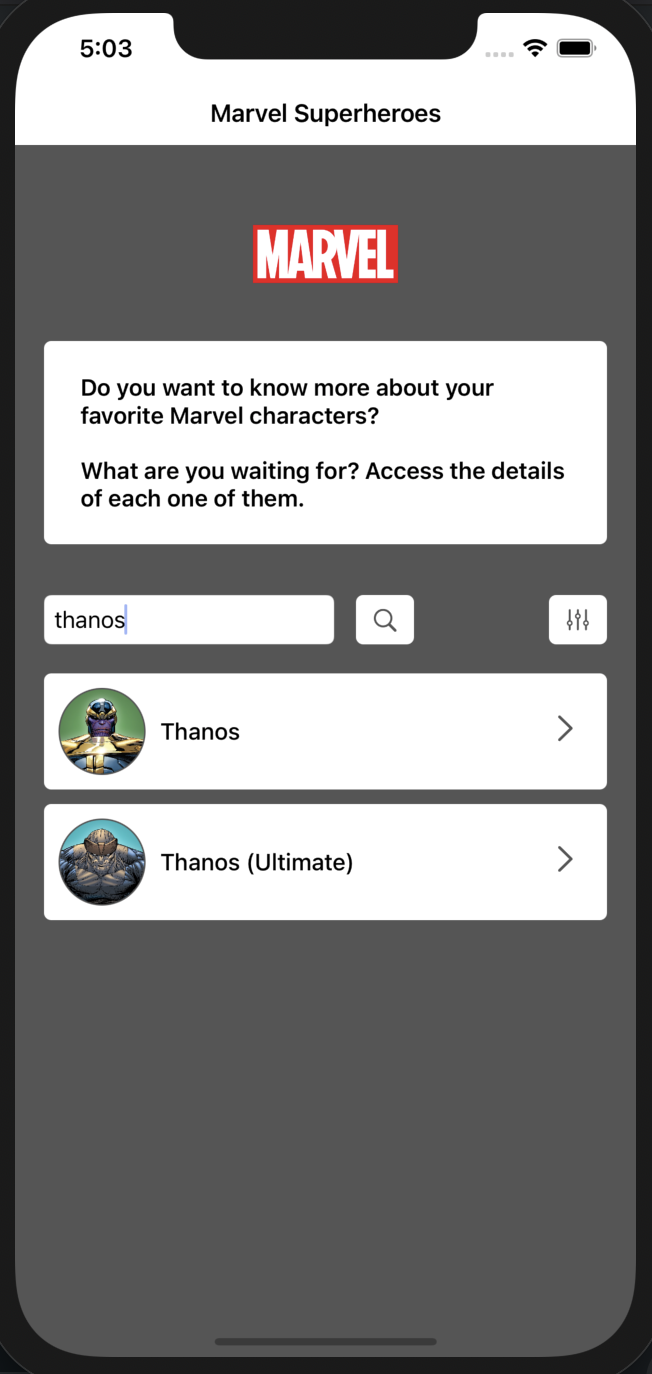 5:03
Marvel Superheroes
MARVEL
Do you want to know more about your
favorite Marvel characters?
What are you waiting for? Access the details
of each one of them.
thanos
Thanos
Thanos (Ultimate)